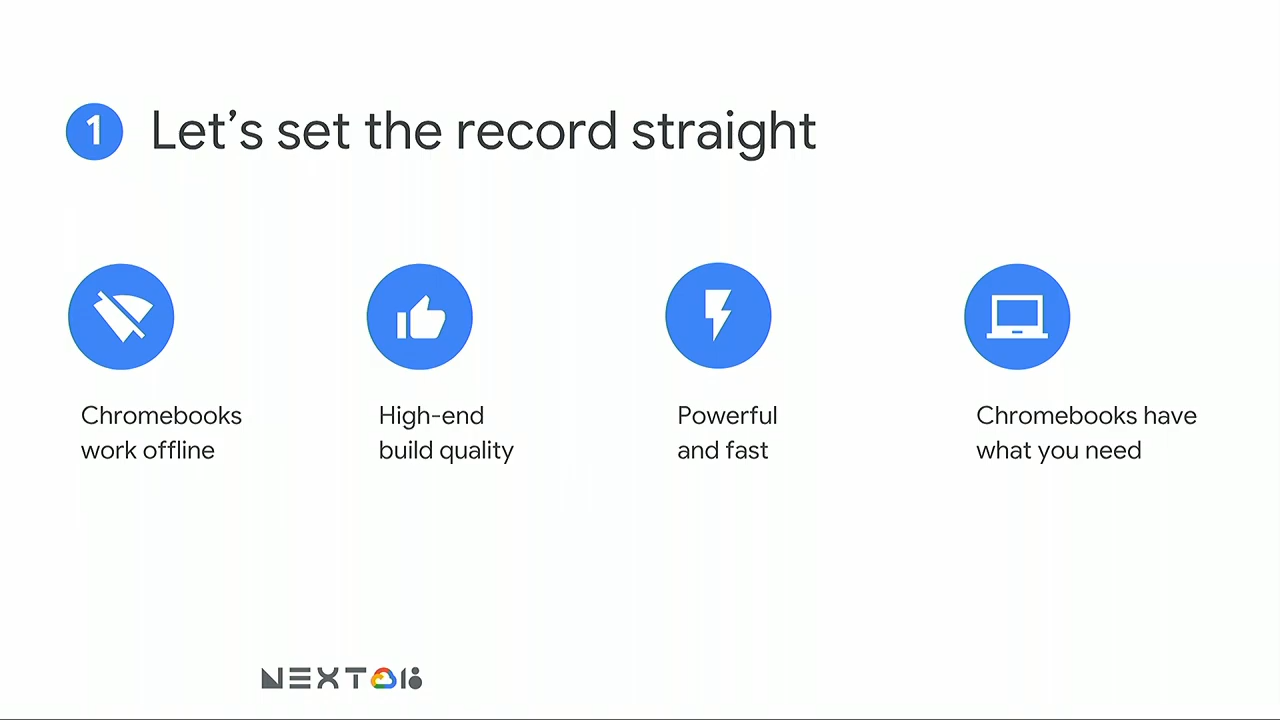 1 Let's set the record straight
Chromebooks
work offline
High-end
build quality
Powerful
and fast
Chromebooks have
what you need
NEXT 18